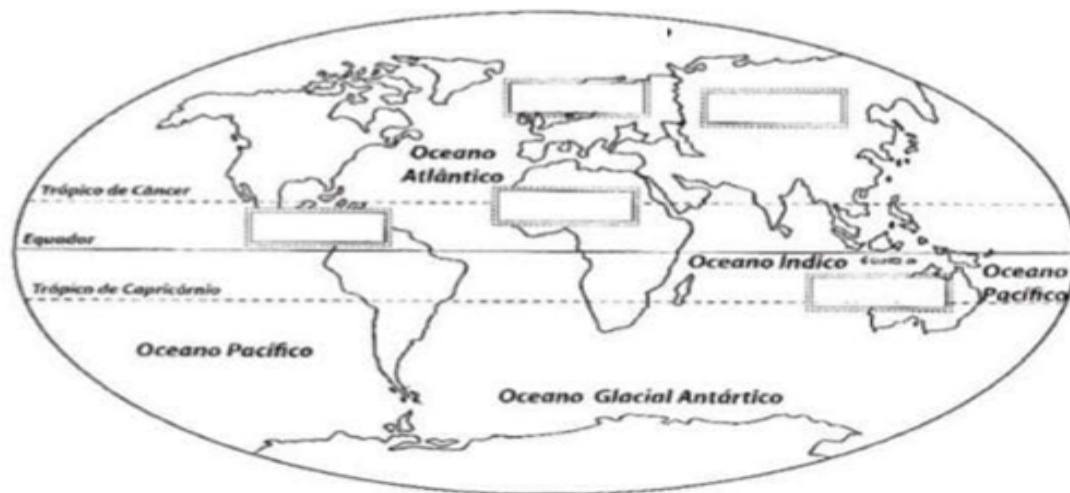 Oceano
Atlântico
Trópico de Câncer
Equador
Oceano Índico
Oceano
Pacífico
Trópico de Capricórnio
Oceano Pacífico
Oceano Glacial Antártico